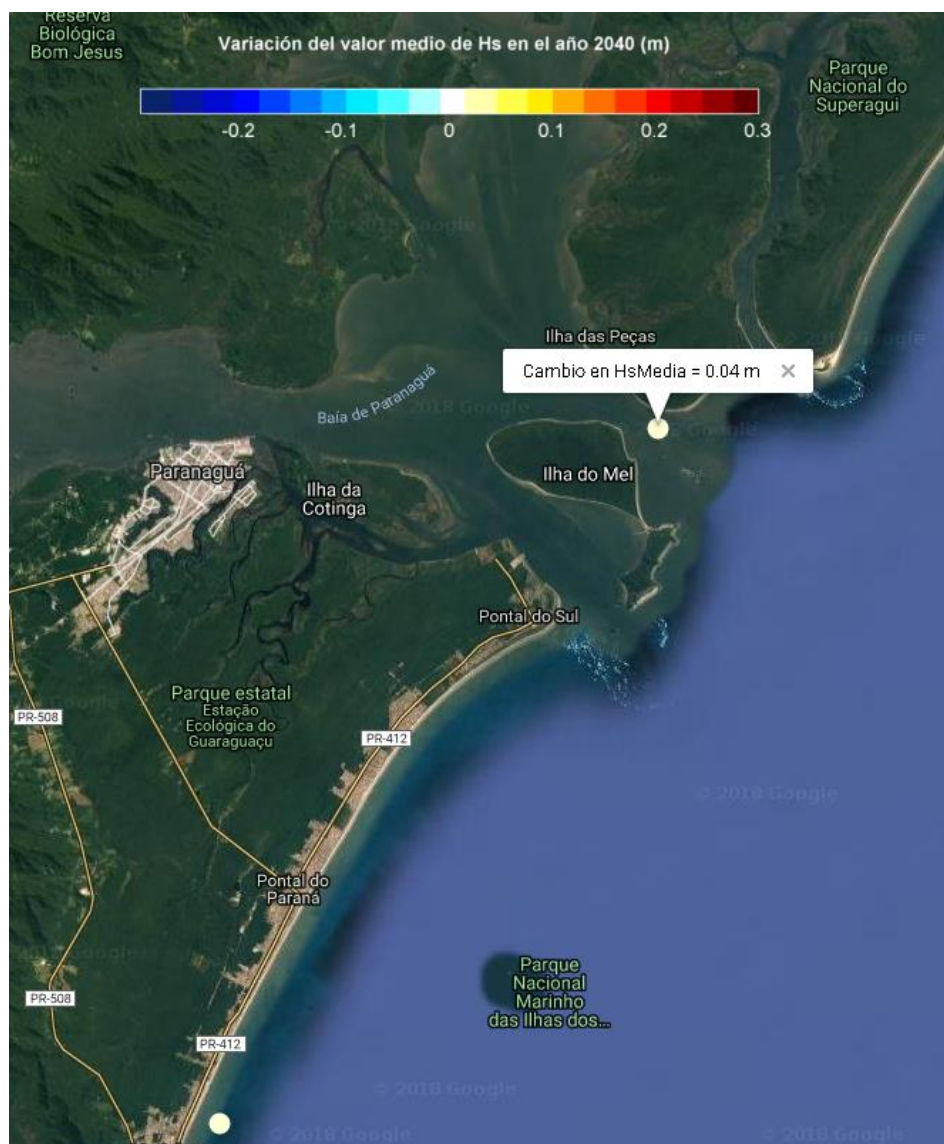 Reserva
Biológica
Bom Jesus
Variación del valor medio de Hs en el año 2040 (m)
-0.2 -0.1 0 0.1 0.2 0.3
Parque
Nacional do
Superagui
Ilha das Peças
Cambio en HsMedia = 0.04 m ×
Baía de Paranaguá
2018 Google
Google
Paranaguá
Ilha da
Cotinga
Ilha do Mel
Pontal do Sul
Parque estatal
Estação
Ecológica do
Guaraguaçu
PR-508
PR-412
© 2018 Google
Pontal do
Paraná
Parque
Nacional
Marinho
das Ilhas dos...
PR-508
PR-412
© 2018 Google
© 2018 Google